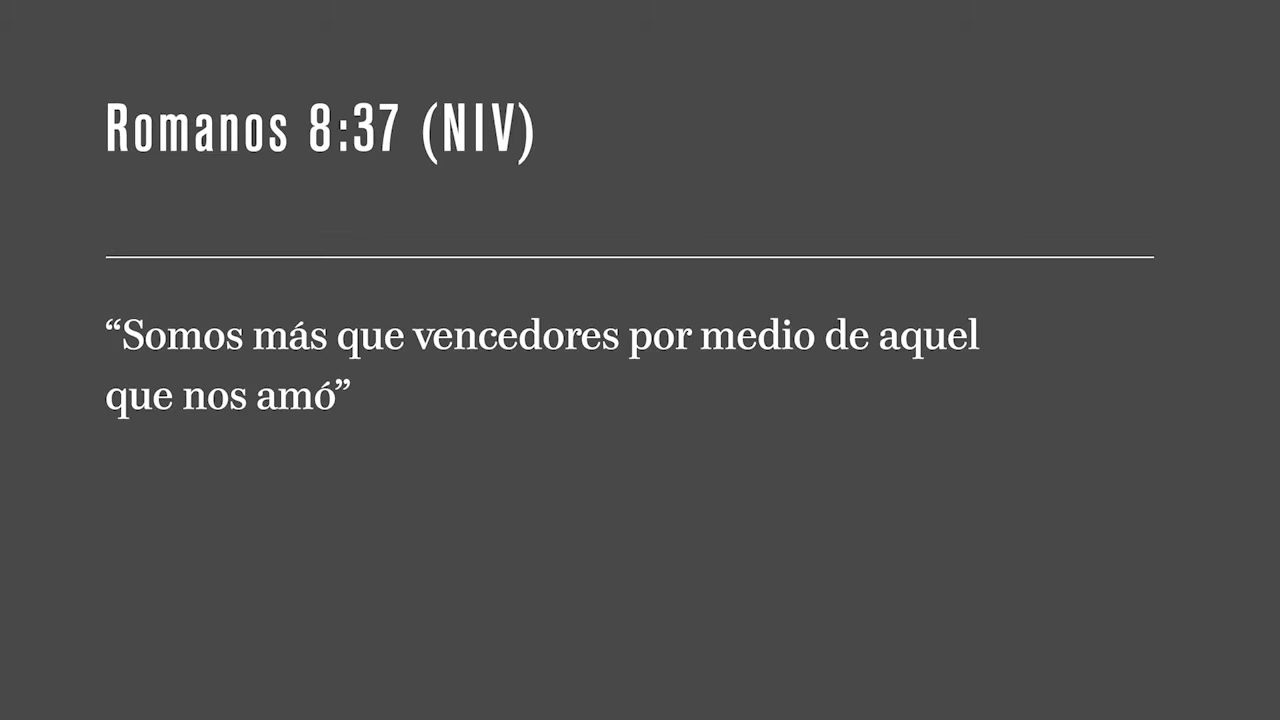 Romanos 8:37 (NIV)
“Somos más que vencedores por medio de aquel
que nos amó”